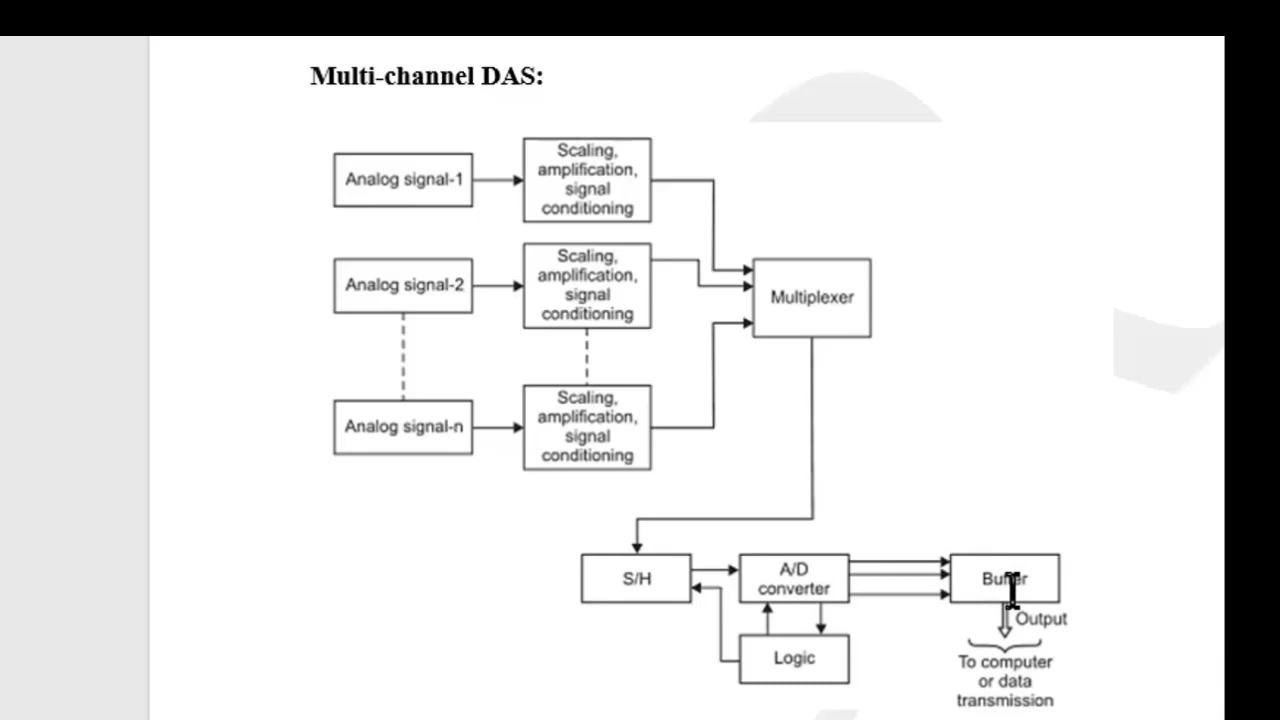 Multi-channel DAS:
Analog signal-1
Scaling,
amplification,
signal
conditioning
Analog signal-2
Scaling,
amplification,
signal
conditioning
Multiplexer
Analog signal-n
Scaling,
amplification,
signal
conditioning
S/H
A/D
converter
Buffer
Output
Logic
To computer
or data
transmission